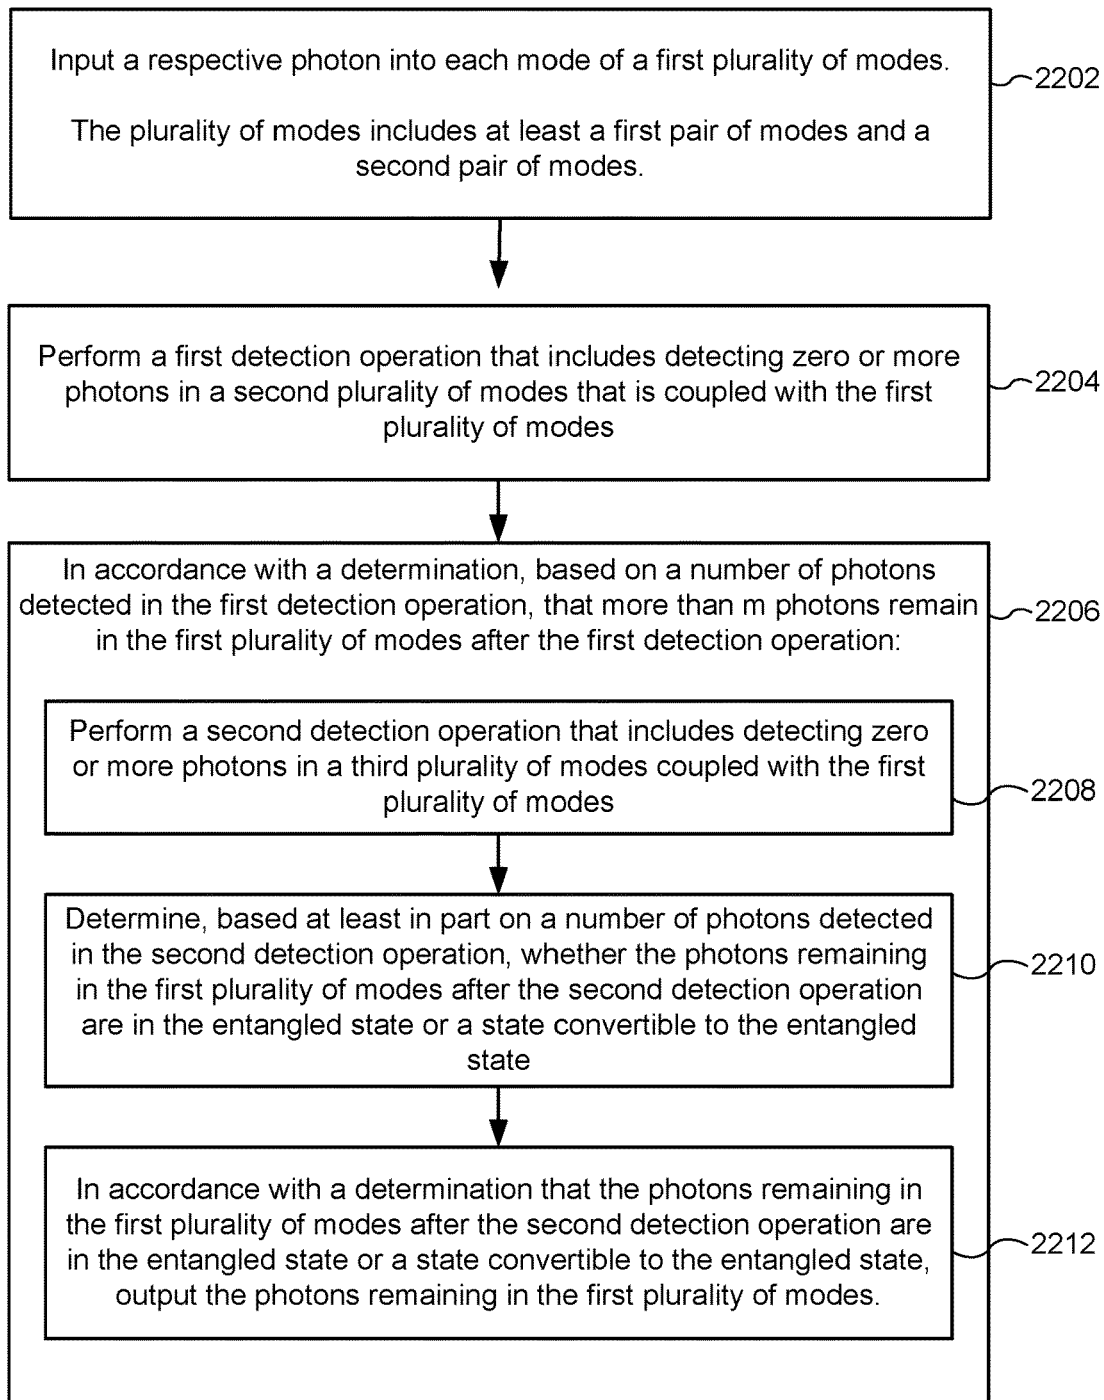 Input a respective photon into each mode of a first plurality of modes.
The plurality of modes includes at least a first pair of modes and a
second pair of modes.
2202
Perform a first detection operation that includes detecting zero or more
photons in a second plurality of modes that is coupled with the first
plurality of modes
2204
In accordance with a determination, based on a number of photons
detected in the first detection operation, that more than m photons remain
in the first plurality of modes after the first detection operation:
2206
Perform a second detection operation that includes detecting zero
or more photons in a third plurality of modes coupled with the first
plurality of modes
2208
Determine, based at least in part on a number of photons detected
in the second detection operation, whether the photons remaining
in the first plurality of modes after the second detection operation
are in the entangled state or a state convertible to the entangled
state
2210
In accordance with a determination that the photons remaining in
the first plurality of modes after the second detection operation are
in the entangled state or a state convertible to the entangled state,
output the photons remaining in the first plurality of modes.
2212